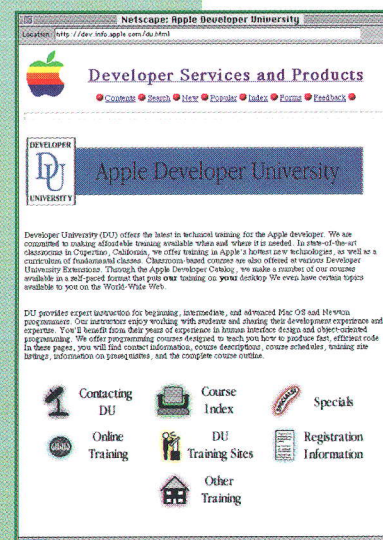 Netscape: Apple Developer University
Location: http://dev.info.apple.com/du.html
Developer Services and Products
Contents Search New Popular Index Forms Feedback
DEVELOPER
DU
UNIVERSITY
Apple Developer University
Developer University (DU) offers the latest in technical training for the Apple developer. We are
committed to making affordable training available when and where it is needed. In state-of-the-art
classrooms in Cupertino, California, we offer training in Apple's hottest new technologies, as well as a
curriculum of fundamental classes. Classroom-based courses are also offered at various Developer
University Extensions. Through the Apple Developer Catalog, we make a number of our courses
available in a self-paced format that puts our training on your desktop We even have certain topics
available to you on the World-Wide Web.
DU provides expert instruction for beginning, intermediate, and advanced Mac OS and Newton
programmers. Our instructors enjoy working with students and sharing their development experience and
expertise. You'll benefit from their years of experience in human interface design and object-oriented
programming. We offer programming courses designed to teach you how to produce fast, efficient code
In these pages, you will find contact information, course descriptions, course schedules, training site
listings, information on prerequisites, and the complete course outline.
Contacting
DU
Course
Index
SPECIALS
Specials
Online
Training
DU
Training Sites
Registration
Information
Other
Training